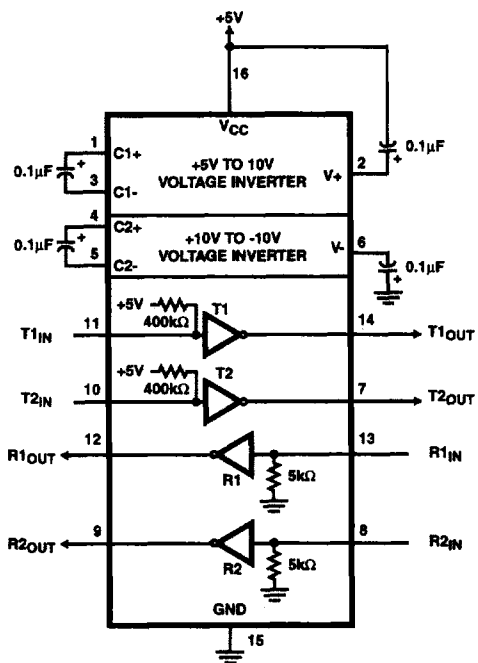 +5V
16
VCC
1
C1+
0.1µF
+
3
C1-
+5V TO 10V
VOLTAGE INVERTER
V+
2
0.1µF
+
4
C2+
0.1µF
+
5
C2-
+10V TO -10V
VOLTAGE INVERTER
V-
6
0.1µF
+
+5V
400kΩ
T1
T1IN
11
14
T1OUT
+5V
400kΩ
T2
T2IN
10
7
T2OUT
R1OUT
12
13
R1IN
R1
5kΩ
R2OUT
9
8
R2IN
R2
5kΩ
GND
15